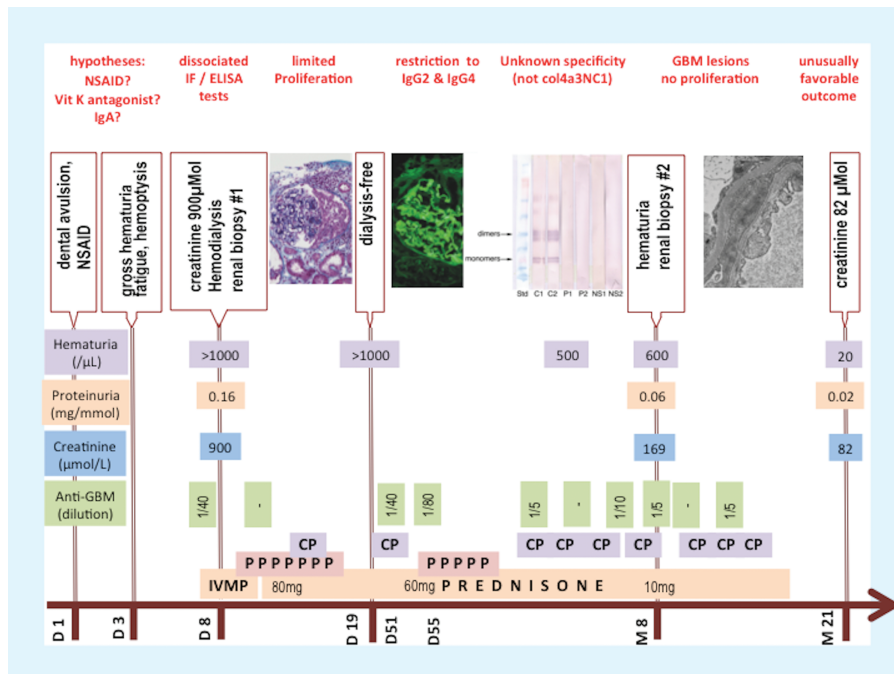 hypotheses:
NSAID?
Vit K antagonist?
IgA?
dissociated
IF / ELISA
tests
limited
Proliferation
restriction to
IgG2 & IgG4
Unknown specificity
(not col4a3NC1)
GBM lesions
no proliferation
unusually
favorable
outcome
dental avulsion,
NSAID
gross hematuria
fatigue, hemoptysis
creatinine 900µMol
Hemodialysis
renal biopsy #1
dialysis-free
dimers
monomers
Std C1 C2 P1 P2 NS1 NS2
hematuria
renal biopsy #2
creatinine 82 µMol
Hematuria
(/µL)
>1000
>1000
500
600
20
Proteinuria
(mg/mmol)
0.16
0.06
0.02
Creatinine
(µmol/L)
900
169
82
Anti-GBM
(dilution)
1/40
-
1/40
1/80
1/5
-
1/10
1/5
-
1/5
CP
CP
CP CP CP CP CP CP CP
P P P P P P P
P P P P P
IVMP
80mg
60mg
P R E D N I S O N E
10mg
D 1
D 3
D 8
D 19
D51
D55
M 8
M 21